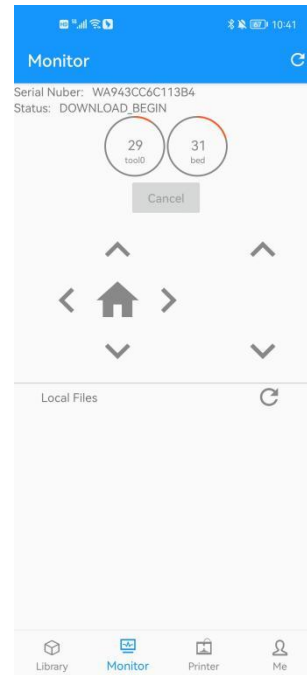 67 10:41
Monitor
Serial Nuber: WA943CC6C113B4
Status: DOWNLOAD_BEGIN
29 31
tool0 bed
Cancel
Local Files
Library Monitor Printer Me